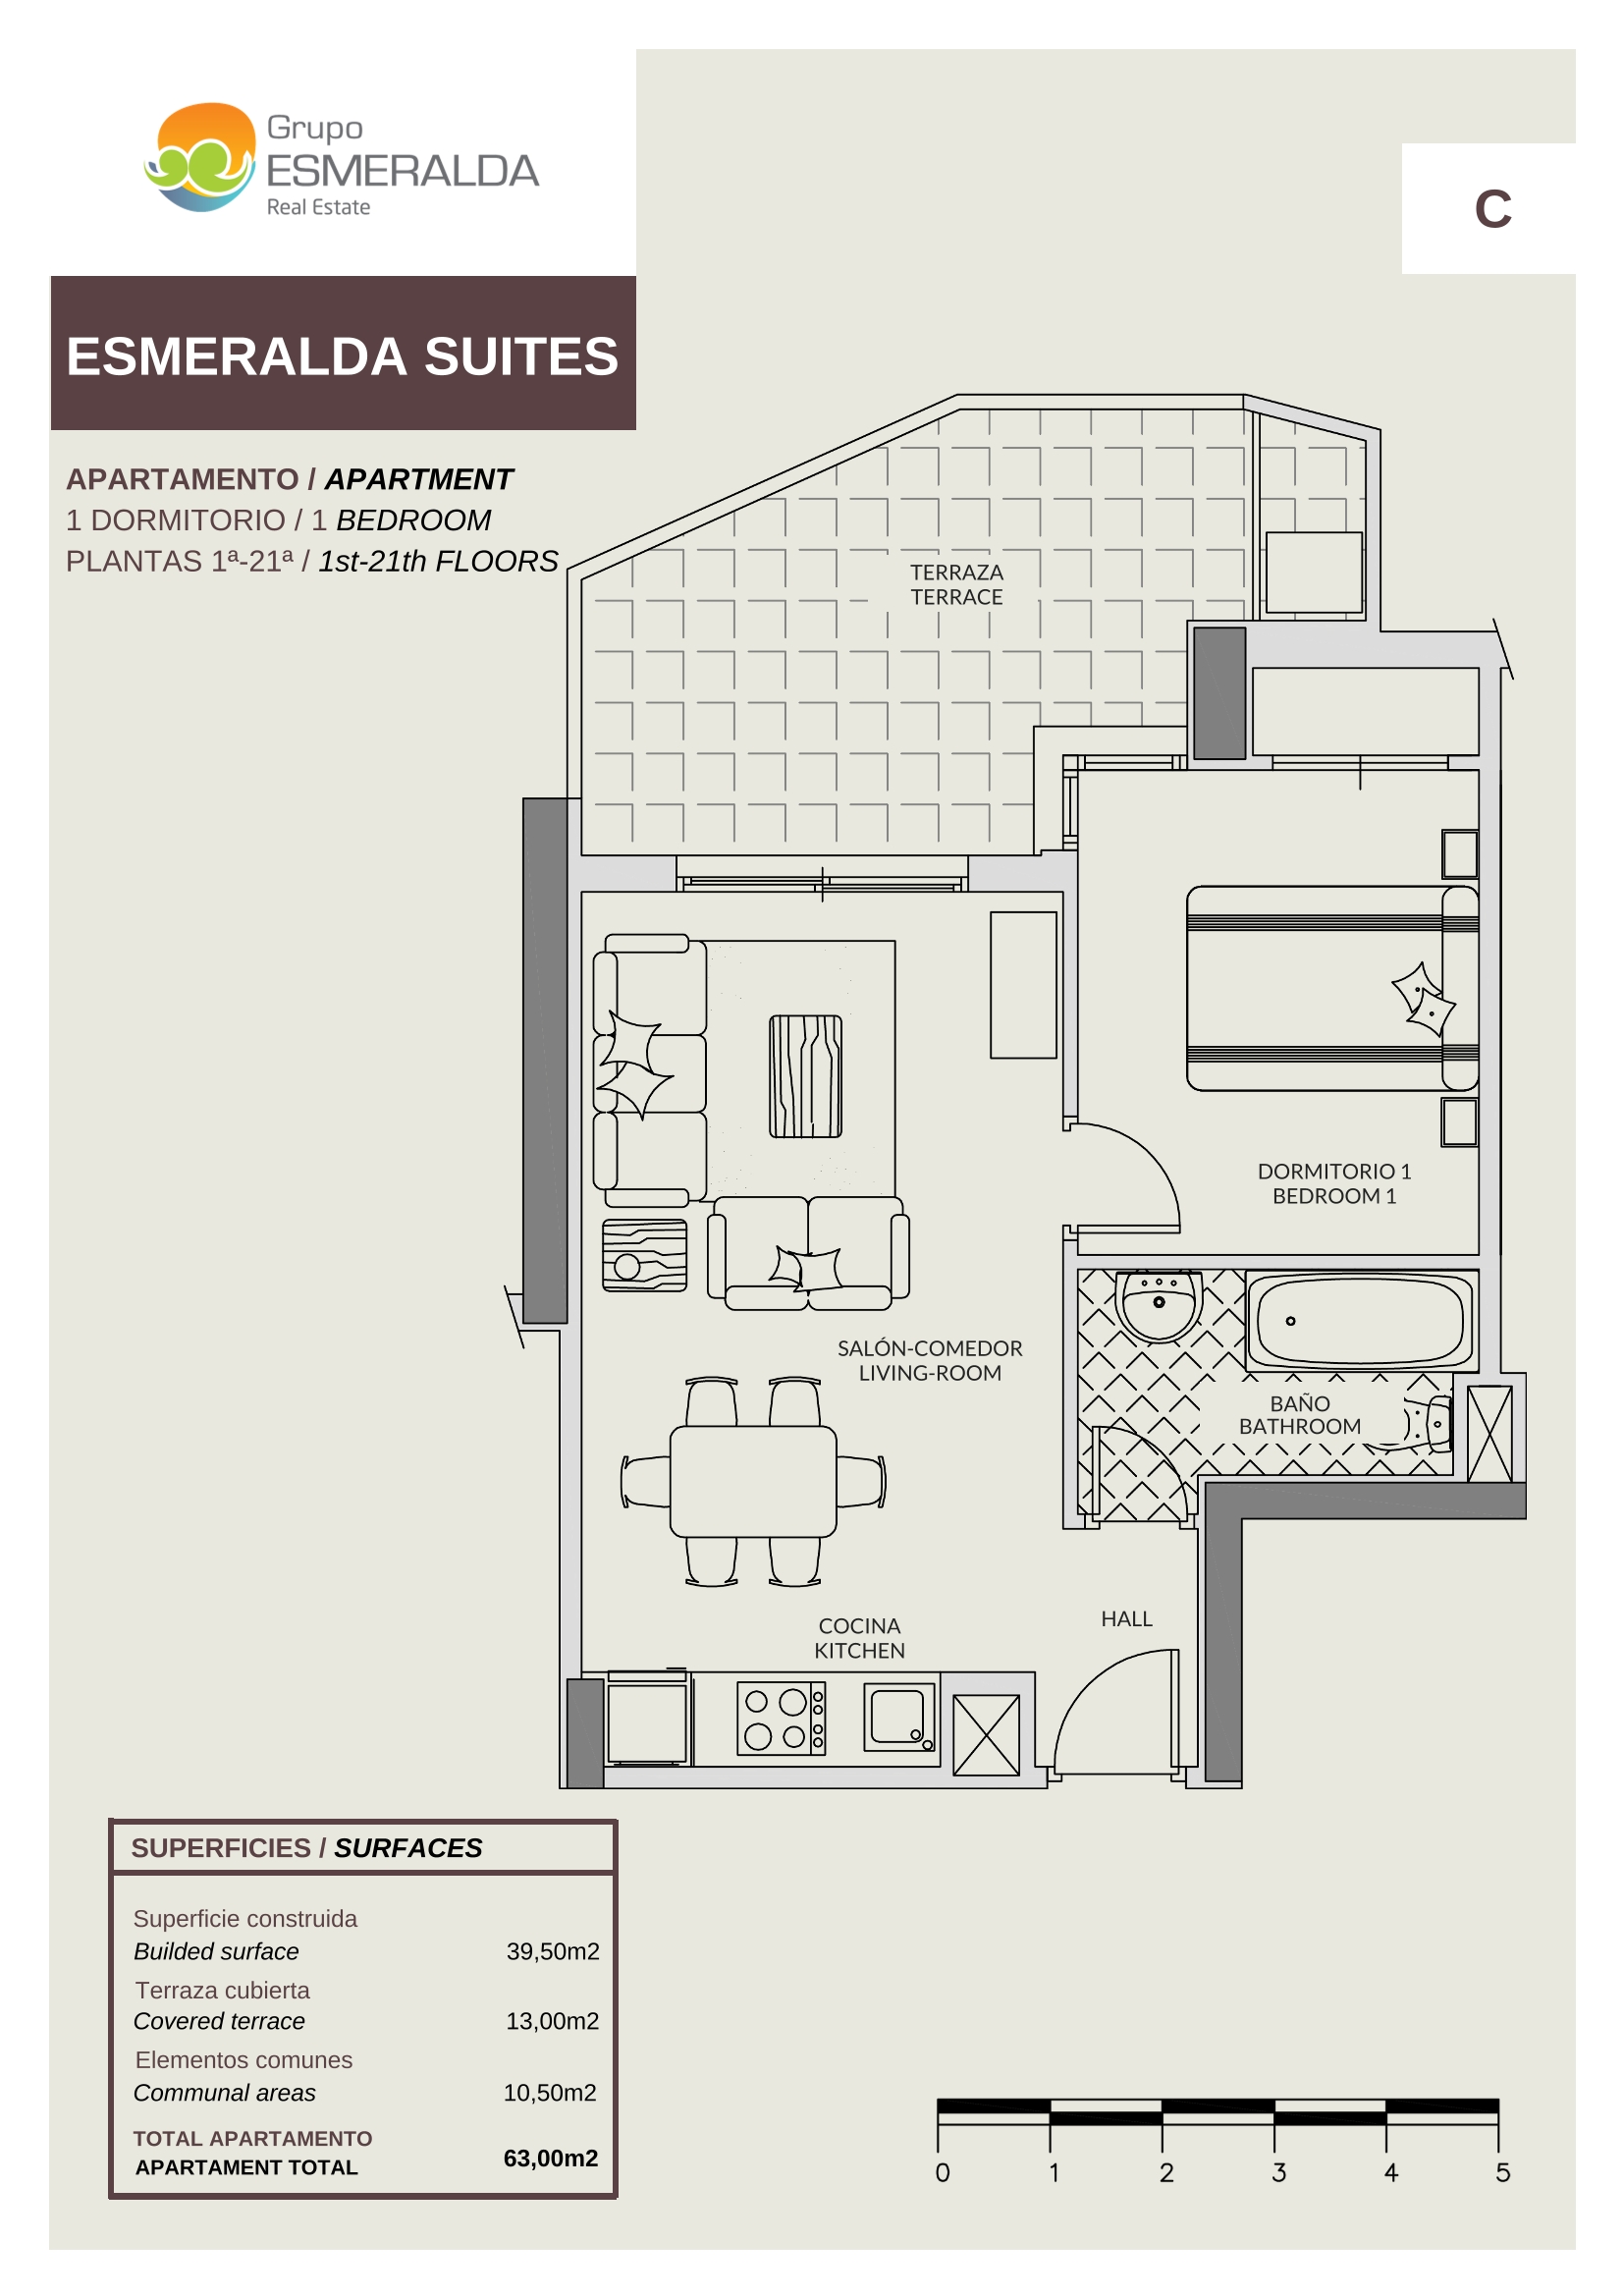 Grupo
ESMERALDA
Real Estate
C
ESMERALDA SUITES
APARTAMENTO / APARTMENT
1 DORMITORIO / 1 BEDROOM
PLANTAS 1ª-21ª / 1st-21th FLOORS
TERRAZA
TERRACE
DORMITORIO 1
BEDROOM 1
SALÓN-COMEDOR
LIVING-ROOM
BAÑO
BATHROOM
COCINA
KITCHEN
HALL
SUPERFICIES / SURFACES
Superficie construida
Builded surface 39,50m2
Terraza cubierta
Covered terrace 13,00m2
Elementos comunes
Communal areas 10,50m2
TOTAL APARTAMENTO
APARTAMENT TOTAL 63,00m2
0 1 2 3 4 5